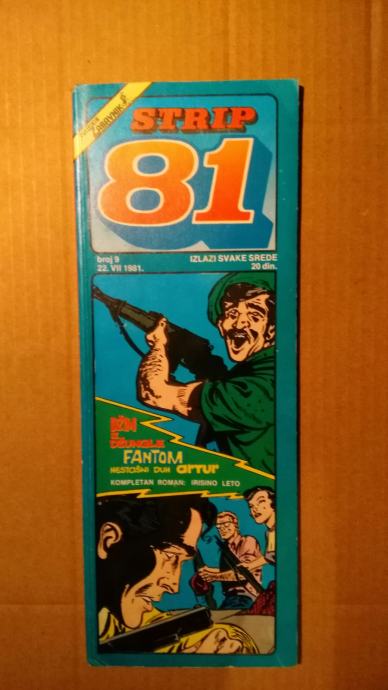 ZABAVNIK
STRIP
81
broj 9
22. VII 1981.
IZLAZI SVAKE SREDE
20 din.
DŽIM
IZ
DŽUNGLE
FANTOM
NESTAŠNI DUH artur
KOMPLETAN ROMAN: IRISINO LETO